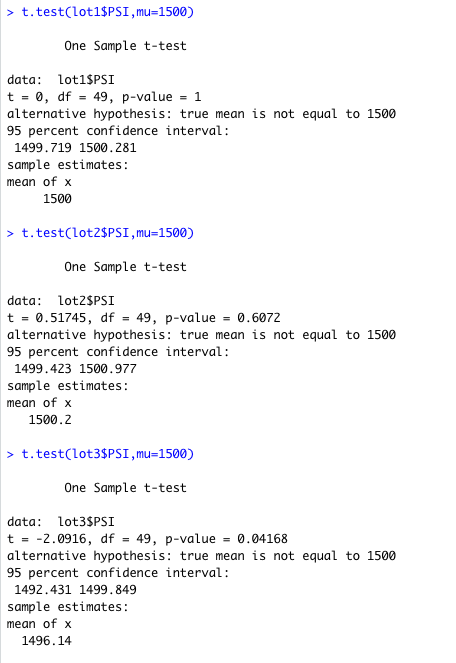 > t.test(lot1$PSI,mu=1500)
One Sample t-test
data:  lot1$PSI
t = 0, df = 49, p-value = 1
alternative hypothesis: true mean is not equal to 1500
95 percent confidence interval:
1499.719 1500.281
sample estimates:
mean of x
1500
> t.test(lot2$PSI,mu=1500)
One Sample t-test
data:  lot2$PSI
t = 0.51745, df = 49, p-value = 0.6072
alternative hypothesis: true mean is not equal to 1500
95 percent confidence interval:
1499.423 1500.977
sample estimates:
mean of x
1500.2
> t.test(lot3$PSI,mu=1500)
One Sample t-test
data:  lot3$PSI
t = -2.0916, df = 49, p-value = 0.04168
alternative hypothesis: true mean is not equal to 1500
95 percent confidence interval:
1492.431 1499.849
sample estimates:
mean of x
1496.14